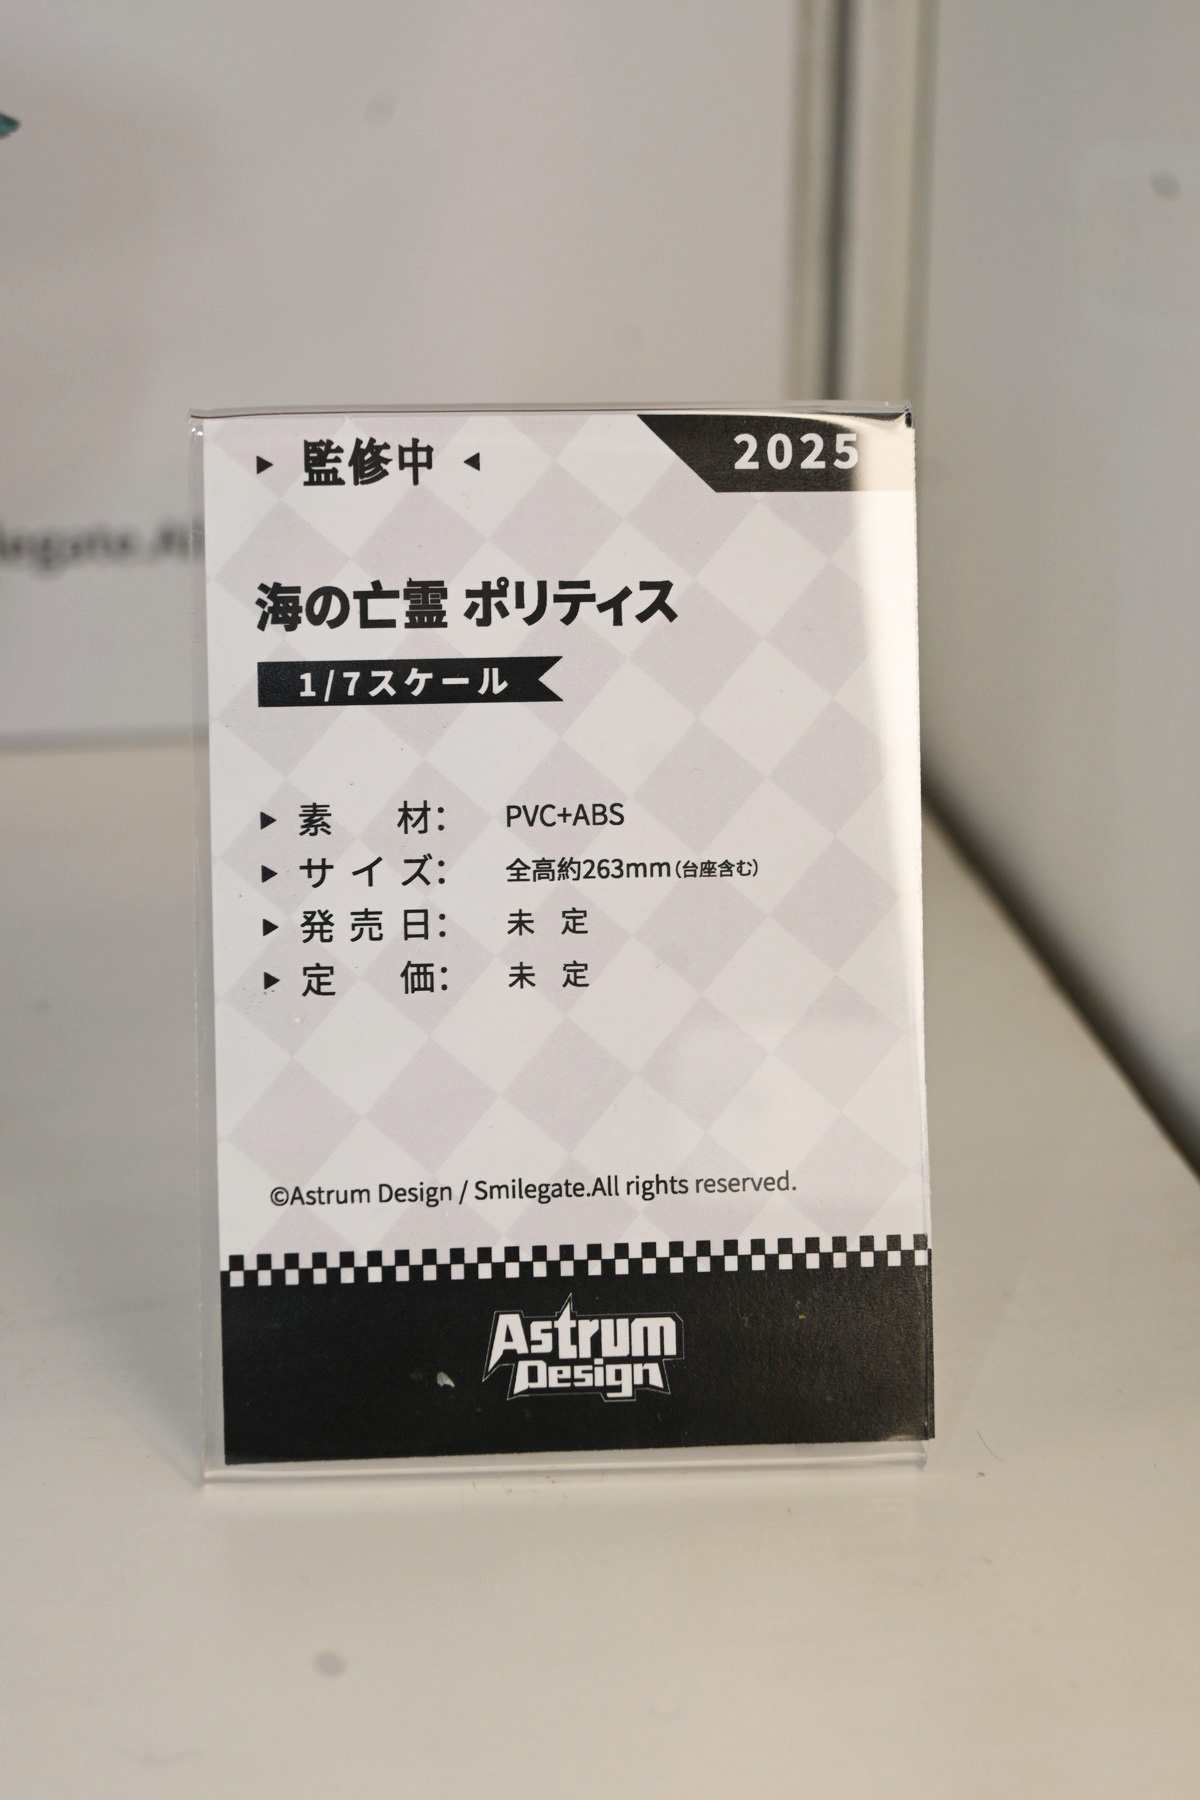 ▶ 監修中 ◀
2025
海の亡霊 ポリティス
1/7スケール
▶ 素材： PVC+ABS
▶ サイズ： 全高約263mm（台座含む）
▶ 発売日： 未定
▶ 定価： 未定
©Astrum Design / Smilegate.All rights reserved.
Astrum
Design